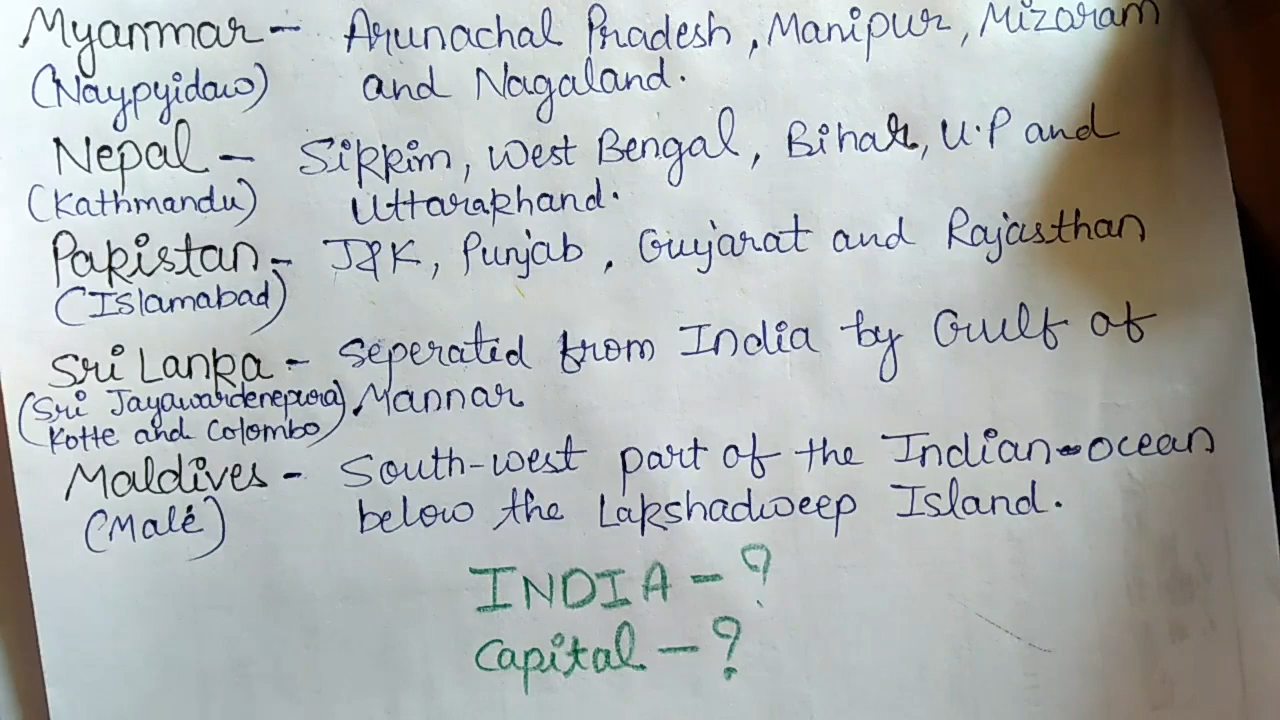 Myanmar - Arunachal Pradesh, Manipur, Mizoram
(Naypyidaw) and Nagaland.
Nepal - Sikkim, West Bengal, Bihar, U.P and
(Kathmandu) Uttarakhand.
Pakistan - J&K, Punjab, Gujarat and Rajasthan
(Islamabad)
Sri Lanka - seperated from India by Gulf of
(Sri Jayawardenepura Mannar
Kotte and Colombo)
Maldives - South-west part of the Indian-ocean
(Malé) below the Lakshadweep Island.
INDIA - ?
Capital - ?